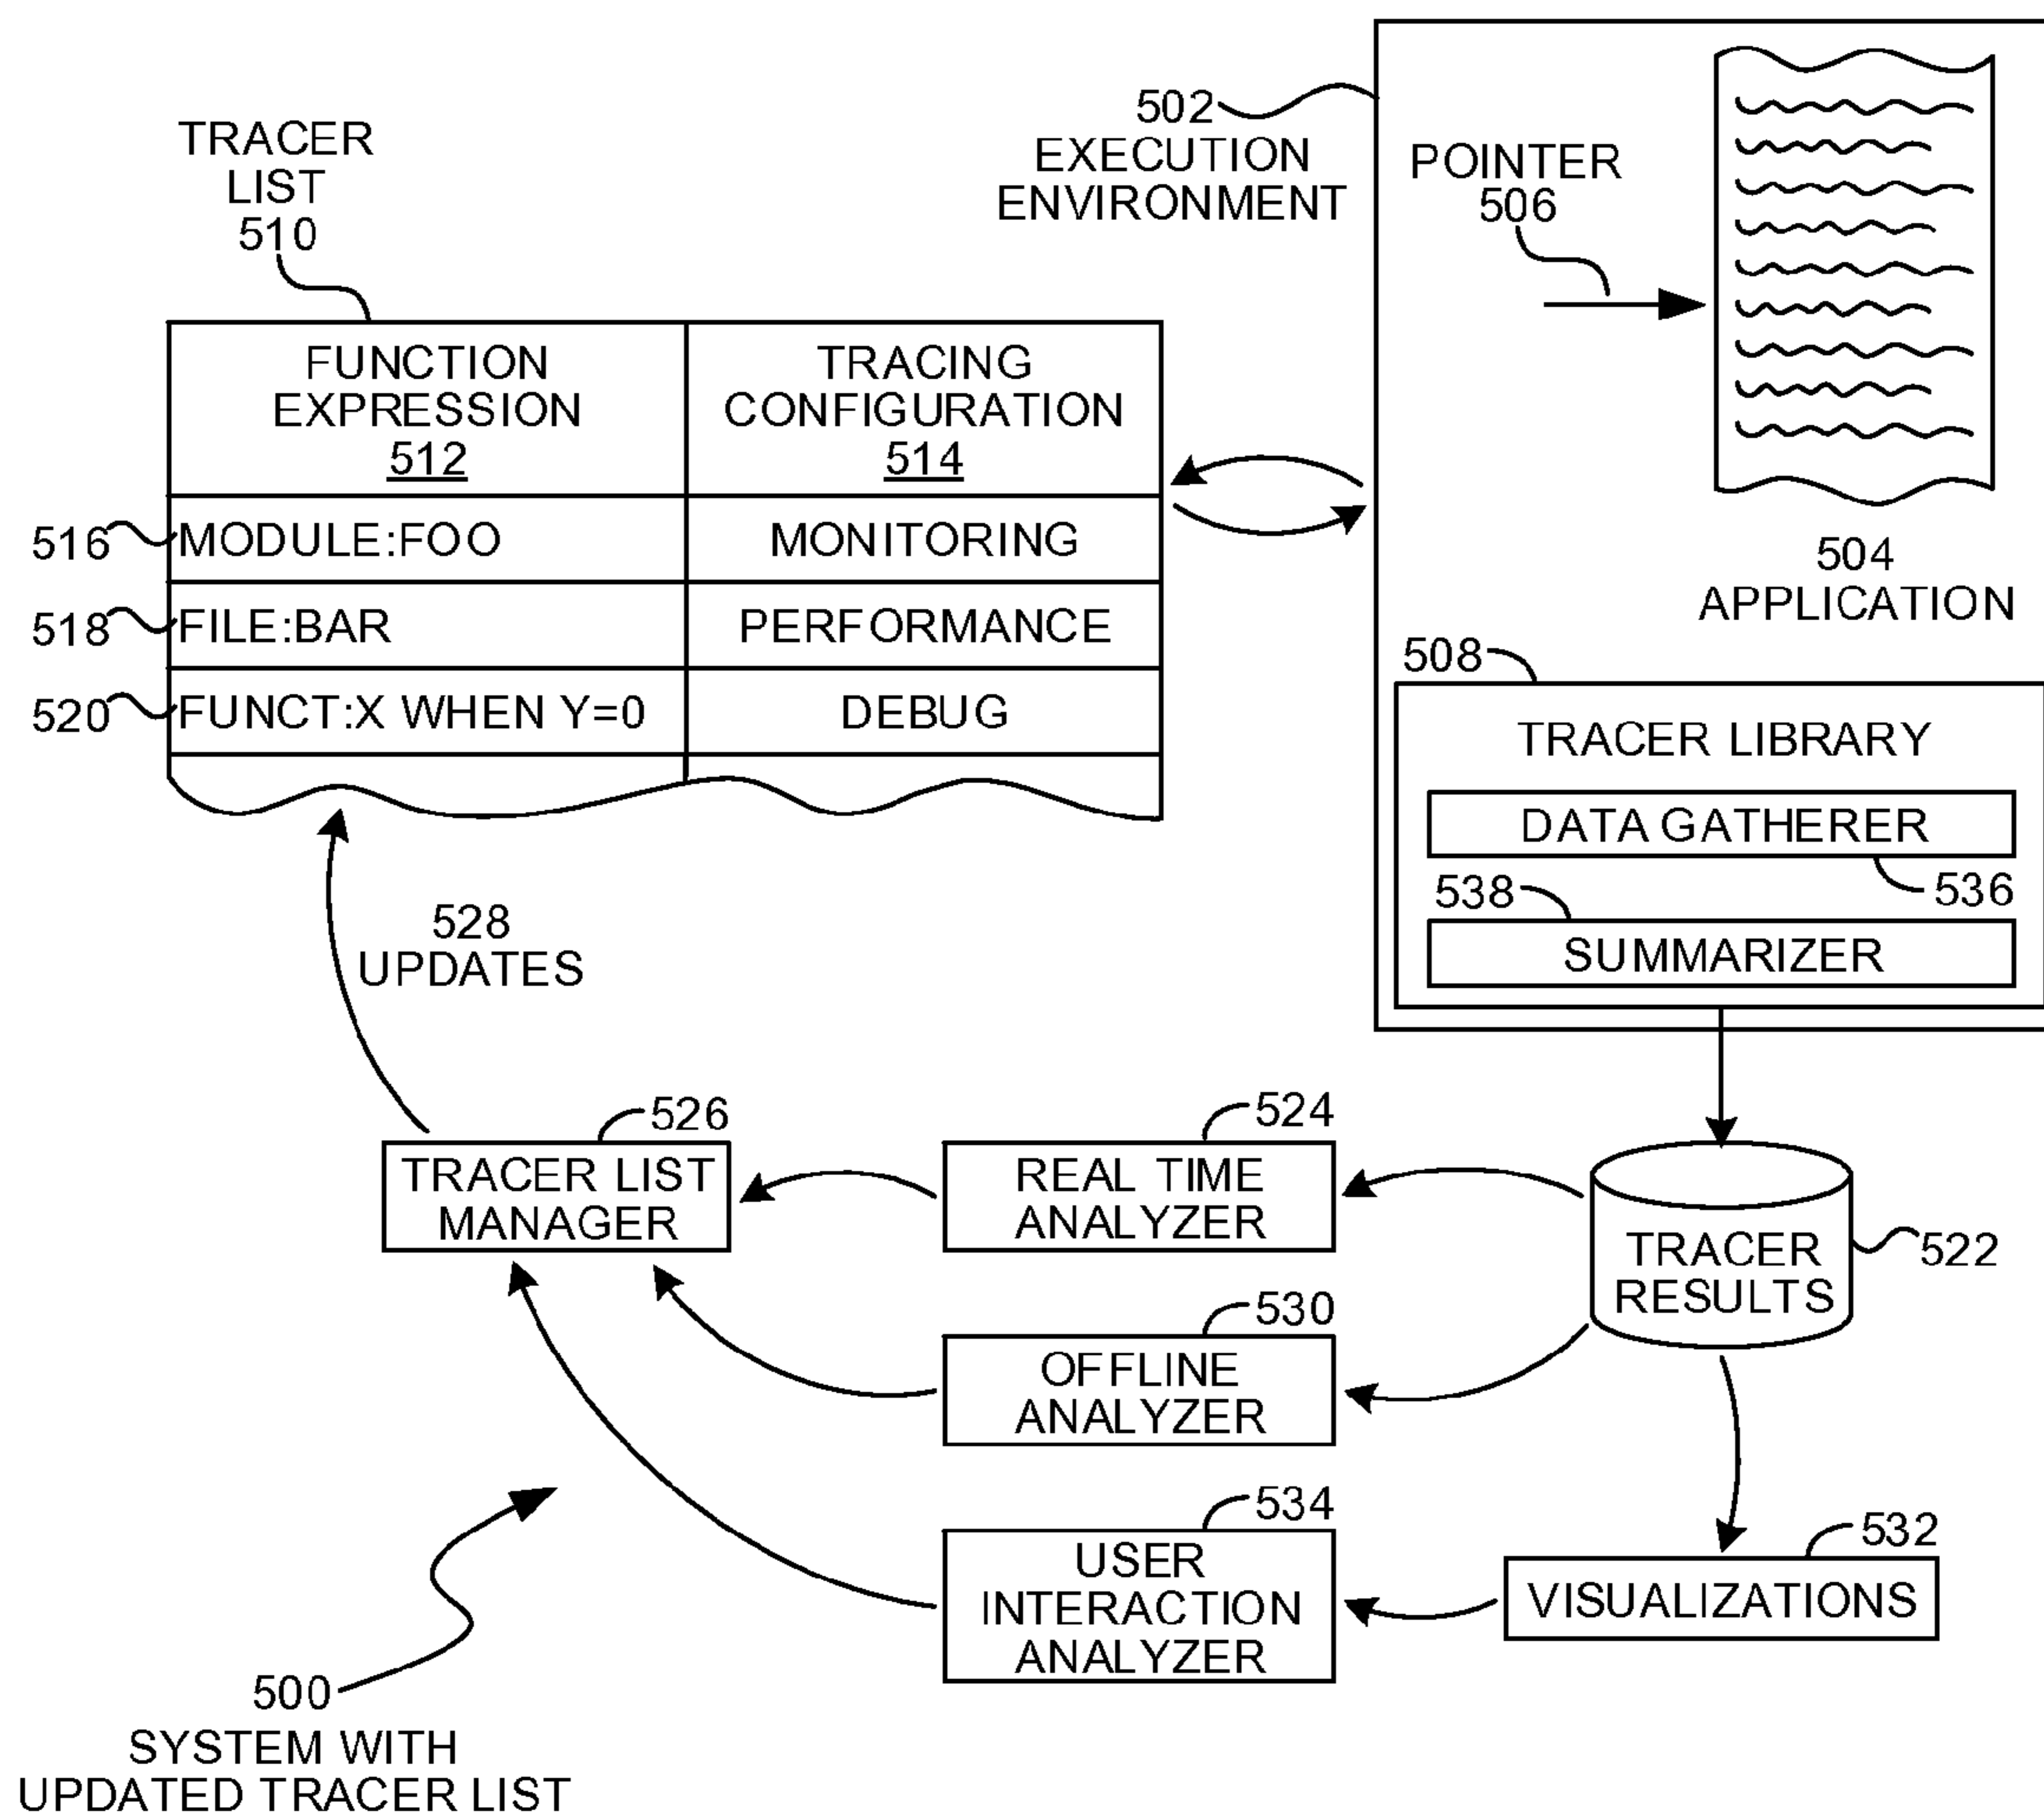 TRACER
LIST
510
502
EXECUTION
ENVIRONMENT
POINTER
506
504
APPLICATION
FUNCTION
EXPRESSION
512
TRACING
CONFIGURATION
514
516
MODULE:FOO
MONITORING
518
FILE:BAR
PERFORMANCE
520
FUNCT:X WHEN Y=0
DEBUG
508
TRACER LIBRARY
DATA GATHERER
536
538
SUMMARIZER
528
UPDATES
526
TRACER LIST
MANAGER
524
REAL TIME
ANALYZER
TRACER
RESULTS
522
530
OFFLINE
ANALYZER
534
USER
INTERACTION
ANALYZER
532
VISUALIZATIONS
500
SYSTEM WITH
UPDATED TRACER LIST